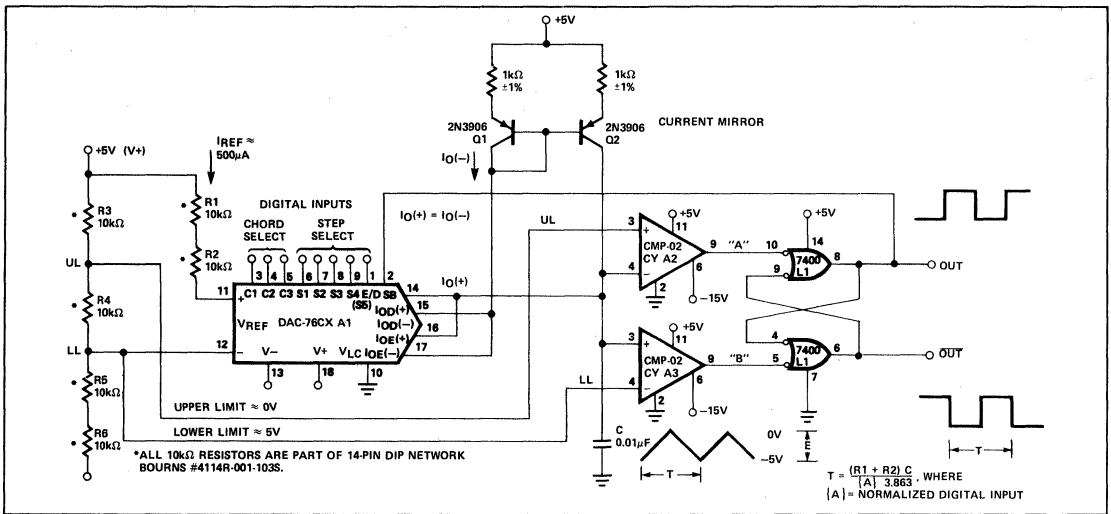 +5V
1kΩ
±1%
1kΩ
±1%
2N3906
Q1
2N3906
Q2
CURRENT MIRROR
IO(−)
+5V (V+)
IREF ≈
500μA
* R3
10kΩ
* R1
10kΩ
* R2
10kΩ
UL
* R4
10kΩ
LL
* R5
10kΩ
* R6
10kΩ
DIGITAL INPUTS
CHORD
SELECT
STEP
SELECT
IO(+) = IO(−)
IO(+)
3 4 5 6 7 8 9 1 2
C1 C2 C3 S1 S2 S3 S4 E/D SB
(S5)
11
+
VREF
12
−
DAC-76CX A1
IOD(+)
IOD(−)
IOE(+)
IOE(−)
14
15
16
17
V−
V+
VLC
13
18
10
UPPER LIMIT ≈ 0V
LOWER LIMIT ≈ 5V
*ALL 10kΩ RESISTORS ARE PART OF 14-PIN DIP NETWORK
BOURNS #4114R-001-103S.
UL
3
+
4
−
CMP-02
CY A2
+5V
11
9
"A"
6
2
−15V
LL
3
+
4
−
CMP-02
CY A3
+5V
11
9
"B"
6
2
−15V
C
0.01μF
+5V
14
10
9
7400
L1
8
OUT
4
5
7400
L1
6
7
OUT
0V
E
−5V
T
T
T = (R1 + R2) C / {A} 3.863, WHERE
{A} = NORMALIZED DIGITAL INPUT